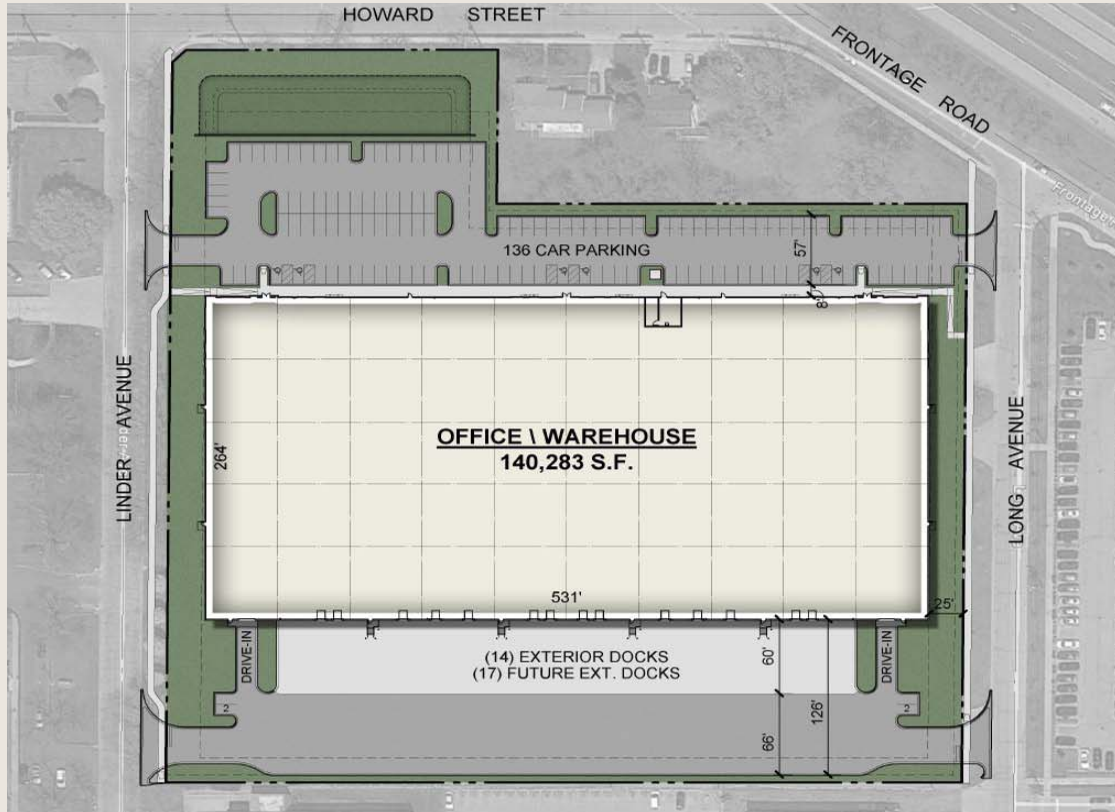 HOWARD STREET
FRONTAGE ROAD
Frontage
136 CAR PARKING
57'
8'
LINDER AVENUE
264'
OFFICE \ WAREHOUSE
140,283 S.F.
LONG AVENUE
531'
25'
DRIVE-IN
(14) EXTERIOR DOCKS
(17) FUTURE EXT. DOCKS
60'
DRIVE-IN
2
126'
2
66'